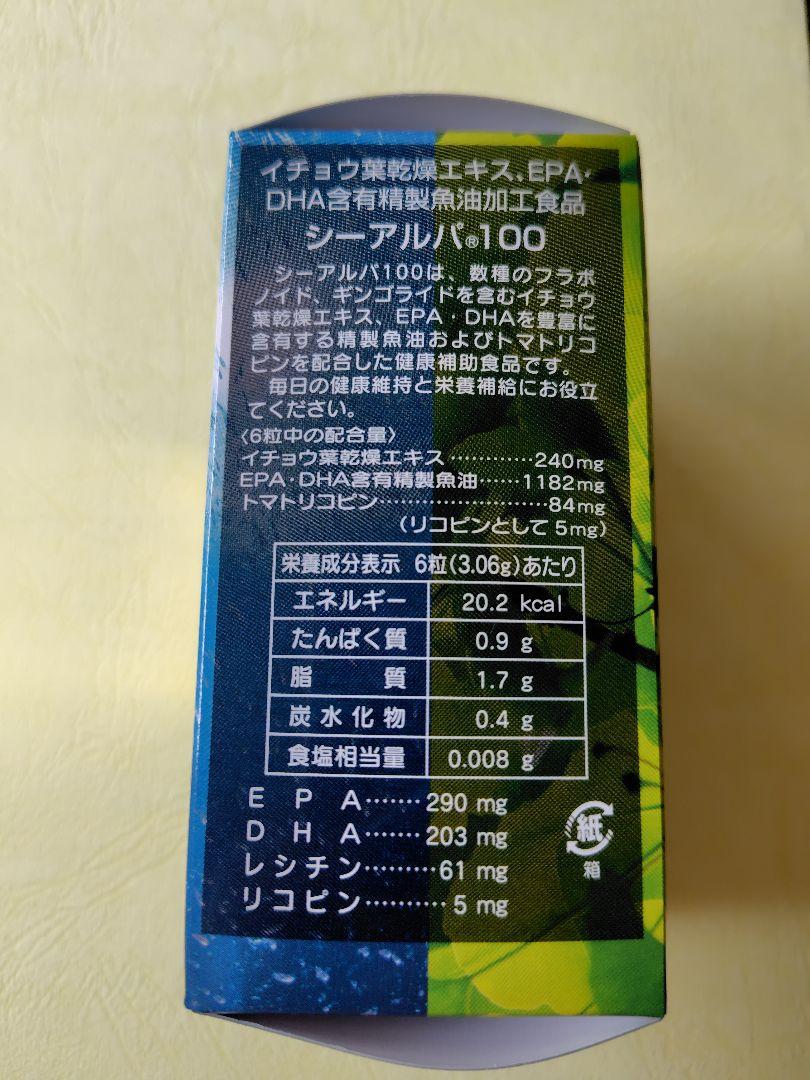 イチョウ葉乾燥エキス、EPA・
DHA含有精製魚油加工食品
シーアルパ®100
シーアルパ100は、数種のフラボ
ノイド、ギンゴライドを含むイチョウ
葉乾燥エキス、EPA・DHAを豊富に
含有する精製魚油およびトマトリコ
ピンを配合した健康補助食品です。
毎日の健康維持と栄養補給にお役立
てください。
〈6粒中の配合量〉
イチョウ葉乾燥エキス…………240mg
EPA・DHA含有精製魚油……1182mg
トマトリコピン……………………84mg
(リコピンとして5mg)
栄養成分表示 6粒(3.06g)あたり
エネルギー 20.2 kcal
たんぱく質 0.9 g
脂質 1.7 g
炭水化物 0.4 g
食塩相当量 0.008 g
EPA……290 mg
DHA……203 mg
レシチン………61 mg
リコピン………5 mg
紙
箱